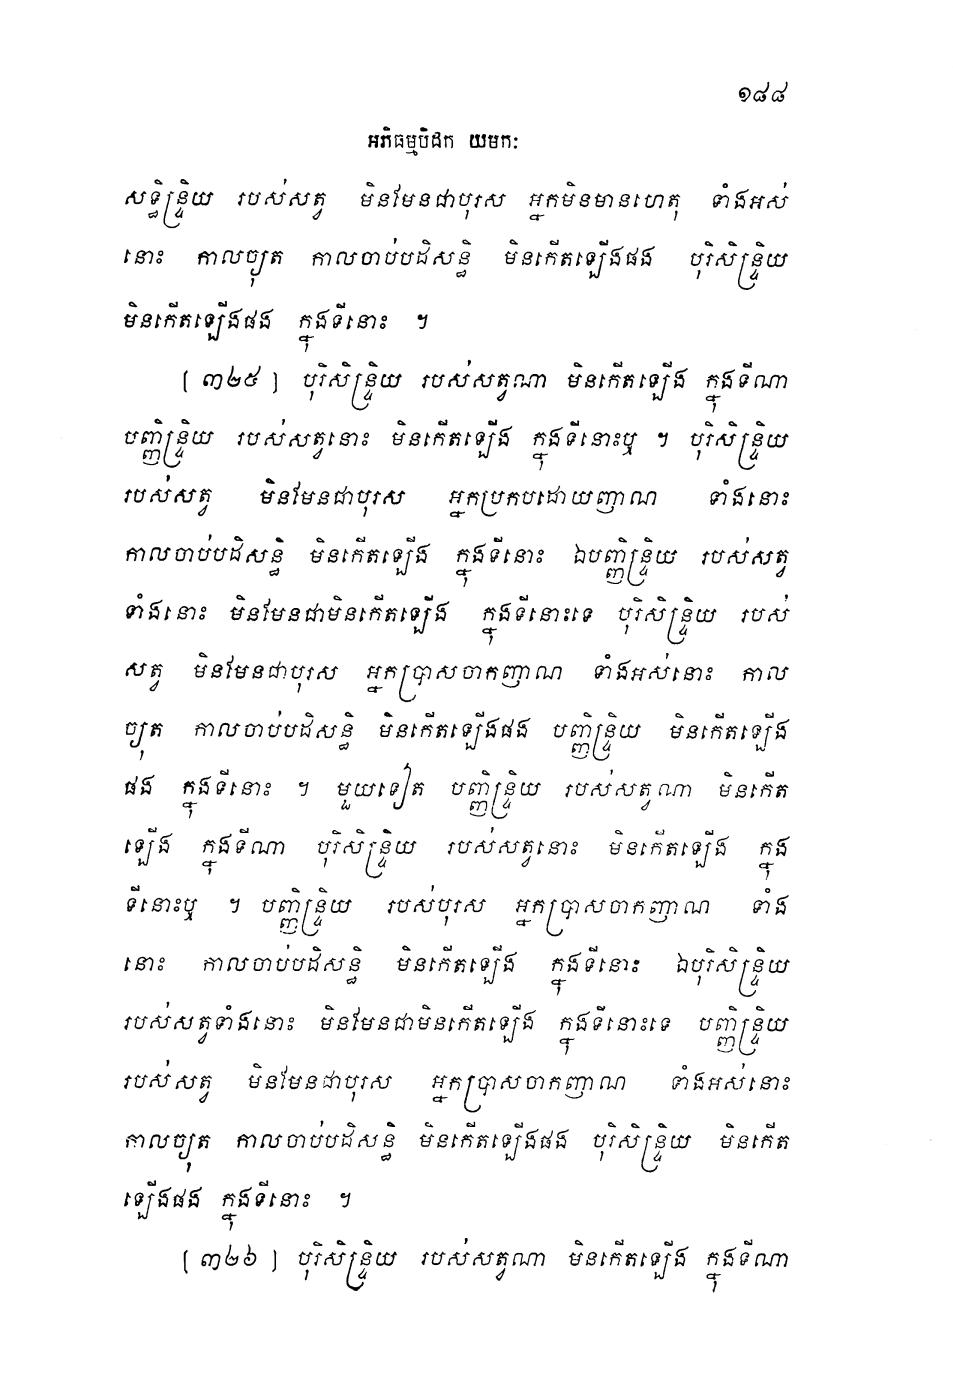 ១៨៨
អភិធម្មបិដក យមកៈ
សទ្ធិន្ទ្រិយ របស់សត្វ មិនមែនជាបុរស អ្នកមិនមានហេតុ ទាំងអស់
នោះ កាលច្យុត កាលចាប់បដិសន្ធិ មិនកើតឡើងផង បុរិសិន្ទ្រិយ
មិនកើតឡើងផង ក្នុងទីនោះ ។
[ ៣២៥ ] បុរិសិន្ទ្រិយ របស់សត្វណា មិនកើតឡើង ក្នុងទីណា
បញ្ញិន្ទ្រិយ របស់សត្វនោះ មិនកើតឡើង ក្នុងទីនោះឬ ។ បុរិសិន្ទ្រិយ
របស់សត្វ មិនមែនជាបុរស អ្នកប្រកបដោយញាណ ទាំងនោះ
កាលចាប់បដិសន្ធិ មិនកើតឡើង ក្នុងទីនោះ ឯបញ្ញិន្ទ្រិយ របស់សត្វ
ទាំងនោះ មិនមែនជាមិនកើតឡើង ក្នុងទីនោះទេ បុរិសិន្ទ្រិយ របស់
សត្វ មិនមែនជាបុរស អ្នកប្រាសចាកញាណ ទាំងអស់នោះ កាល
ច្យុត កាលចាប់បដិសន្ធិ មិនកើតឡើងផង បញ្ញិន្ទ្រិយ មិនកើតឡើង
ផង ក្នុងទីនោះ ។ មួយទៀត បញ្ញិន្ទ្រិយ របស់សត្វណា មិនកើត
ឡើង ក្នុងទីណា បុរិសិន្ទ្រិយ របស់សត្វនោះ មិនកើតឡើង ក្នុង
ទីនោះឬ ។ បញ្ញិន្ទ្រិយ របស់បុរស អ្នកប្រាសចាកញាណ ទាំង
នោះ កាលចាប់បដិសន្ធិ មិនកើតឡើង ក្នុងទីនោះ ឯបុរិសិន្ទ្រិយ
របស់សត្វទាំងនោះ មិនមែនជាមិនកើតឡើង ក្នុងទីនោះទេ បញ្ញិន្ទ្រិយ
របស់សត្វ មិនមែនជាបុរស អ្នកប្រាសចាកញាណ ទាំងអស់នោះ
កាលច្យុត កាលចាប់បដិសន្ធិ មិនកើតឡើងផង បុរិសិន្ទ្រិយ មិនកើត
ឡើងផង ក្នុងទីនោះ ។
[ ៣២៦ ] បុរិសិន្ទ្រិយ របស់សត្វណា មិនកើតឡើង ក្នុងទីណា